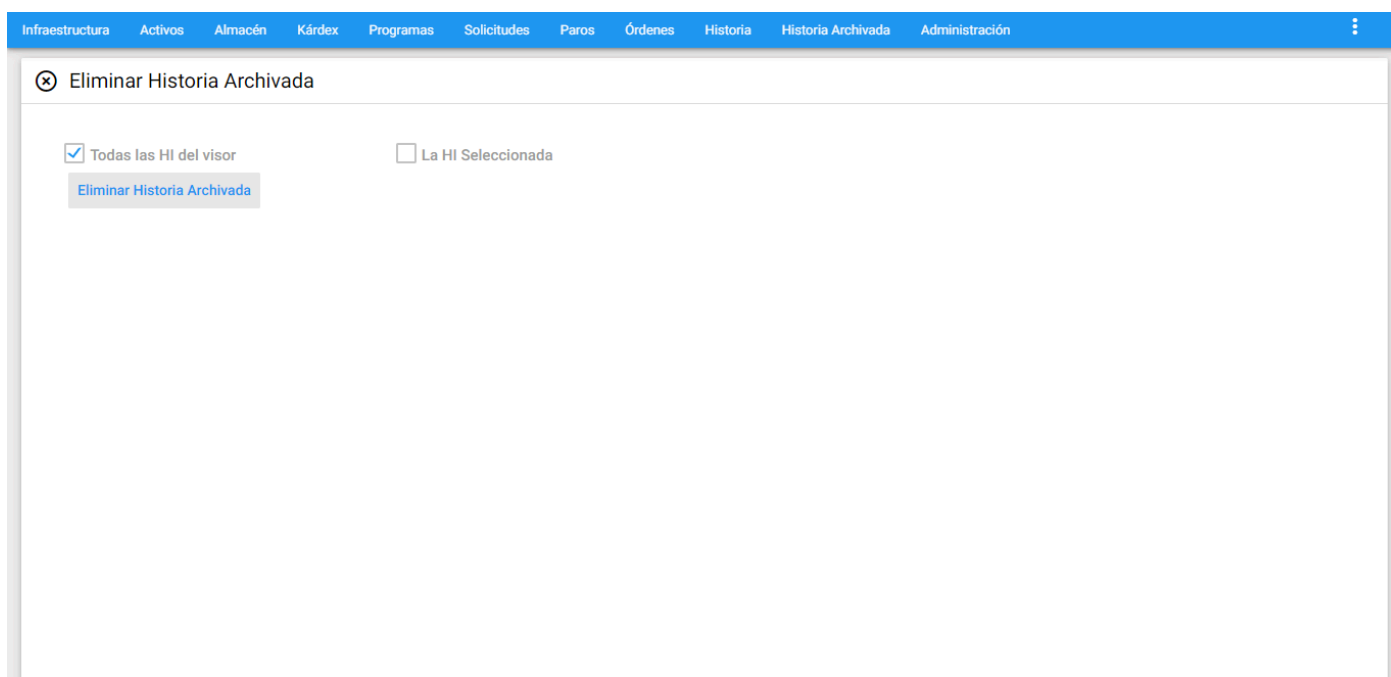 Infraestructura Activos Almacén Kárdex Programas Solicitudes Paros Órdenes Historia Historia Archivada Administración
Eliminar Historia Archivada
Todas las HI del visor La HI Seleccionada
Eliminar Historia Archivada